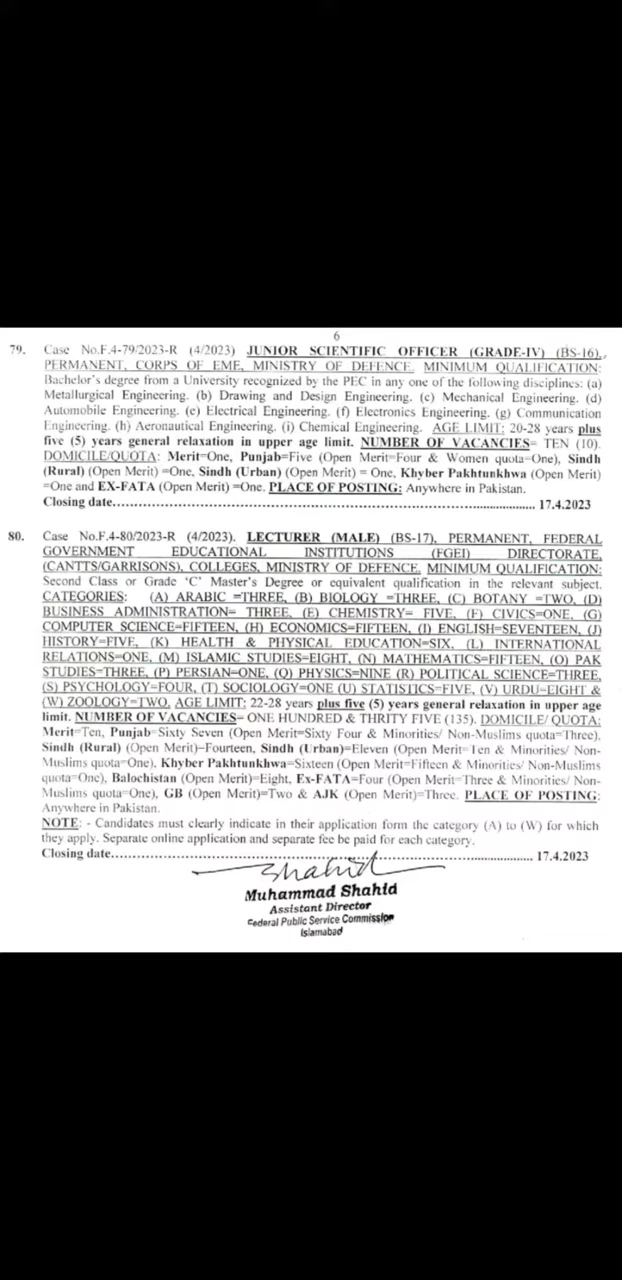 6
79. Case No.F.4-79/2023-R (4/2023) JUNIOR SCIENTIFIC OFFICER (GRADE-IV) (BS-16),
PERMANENT, CORPS OF EME, MINISTRY OF DEFENCE. MINIMUM QUALIFICATION:
Bachelor's degree from a University recognized by the PEC in any one of the following disciplines: (a)
Metallurgical Engineering. (b) Drawing and Design Engineering. (c) Mechanical Engineering. (d)
Automobile Engineering. (e) Electrical Engineering. (f) Electronics Engineering. (g) Communication
Engineering. (h) Aeronautical Engineering. (i) Chemical Engineering. AGE LIMIT: 20-28 years plus
five (5) years general relaxation in upper age limit. NUMBER OF VACANCIES= TEN (10).
DOMICILE/QUOTA: Merit=One, Punjab=Five (Open Merit=Four & Women quota=One), Sindh
(Rural) (Open Merit) =One, Sindh (Urban) (Open Merit) = One, Khyber Pakhtunkhwa (Open Merit)
=One and EX-FATA (Open Merit) =One. PLACE OF POSTING: Anywhere in Pakistan.
Closing date........................................................................................................ 17.4.2023
80. Case No.F.4-80/2023-R (4/2023). LECTURER (MALE) (BS-17), PERMANENT, FEDERAL
GOVERNMENT EDUCATIONAL INSTITUTIONS (FGEI) DIRECTORATE,
(CANTTS/GARRISONS), COLLEGES, MINISTRY OF DEFENCE. MINIMUM QUALIFICATION:
Second Class or Grade 'C' Master's Degree or equivalent qualification in the relevant subject.
CATEGORIES: (A) ARABIC =THREE, (B) BIOLOGY =THREE, (C) BOTANY =TWO, (D)
BUSINESS ADMINISTRATION= THREE, (E) CHEMISTRY= FIVE, (F) CIVICS=ONE, (G)
COMPUTER SCIENCE=FIFTEEN, (H) ECONOMICS=FIFTEEN, (I) ENGLISH=SEVENTEEN, (J)
HISTORY=FIVE, (K) HEALTH & PHYSICAL EDUCATION=SIX, (L) INTERNATIONAL
RELATIONS=ONE, (M) ISLAMIC STUDIES=EIGHT, (N) MATHEMATICS=FIFTEEN, (O) PAK
STUDIES=THREE, (P) PERSIAN=ONE, (Q) PHYSICS=NINE (R) POLITICAL SCIENCE=THREE,
(S) PSYCHOLOGY=FOUR, (T) SOCIOLOGY=ONE (U) STATISTICS=FIVE, (V) URDU=EIGHT &
(W) ZOOLOGY=TWO. AGE LIMIT: 22-28 years plus five (5) years general relaxation in upper age
limit. NUMBER OF VACANCIES= ONE HUNDRED & THRITY FIVE (135). DOMICILE/ QUOTA:
Merit=Ten, Punjab=Sixty Seven (Open Merit=Sixty Four & Minorities/ Non-Muslims quota=Three),
Sindh (Rural) (Open Merit)=Fourteen, Sindh (Urban)=Eleven (Open Merit=Ten & Minorities/ Non-
Muslims quota=One), Khyber Pakhtunkhwa=Sixteen (Open Merit=Fifteen & Minorities/ Non-Muslims
quota=One), Balochistan (Open Merit)=Eight, Ex-FATA=Four (Open Merit=Three & Minorities/ Non-
Muslims quota=One), GB (Open Merit)=Two & AJK (Open Merit)=Three. PLACE OF POSTING:
Anywhere in Pakistan.
NOTE: - Candidates must clearly indicate in their application form the category (A) to (W) for which
they apply. Separate online application and separate fee be paid for each category.
Closing date........................................................................................................ 17.4.2023
Shahid
Muhammad Shahid
Assistant Director
Federal Public Service Commission
Islamabad